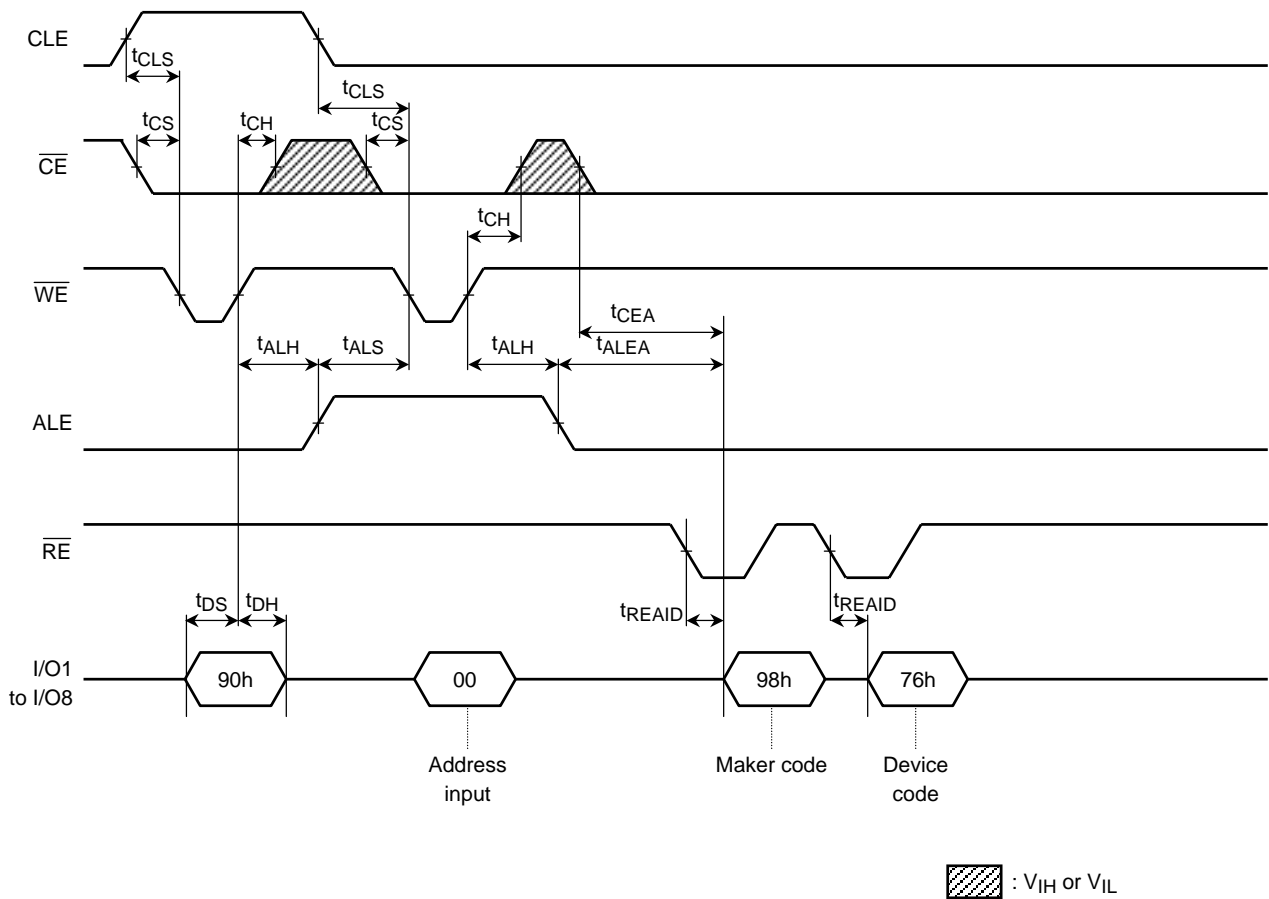 CLE
tCLS
tCLS
tCS
tCH
tCS
CE
tCH
WE
tCEA
tALH
tALS
tALH
tALEA
ALE
RE
tDS
tDH
tREAID
tREAID
I/O1
to I/O8
90h
00
98h
76h
Address
input
Maker code
Device
code
: VIH or VIL